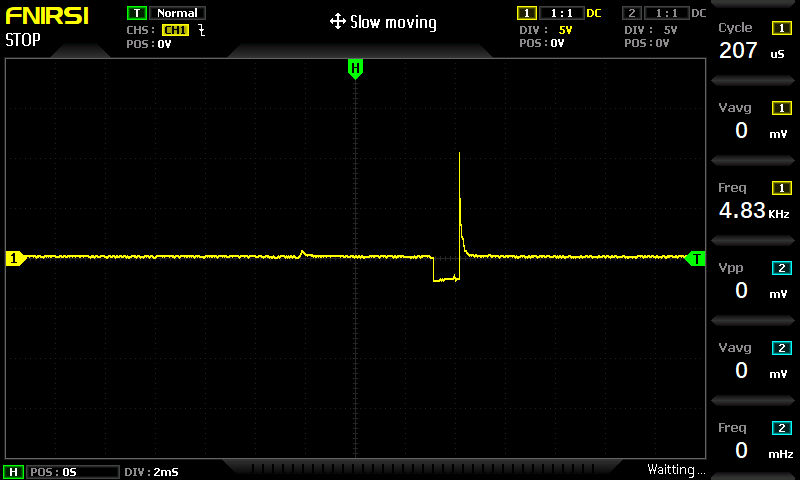 FNIRSI
STOP
T Normal
CHS: CH1
POS: 0V
Slow moving
1 1:1 DC
DIV: 5V
POS: 0V
2 1:1 DC
DIV: 5V
POS: 0V
H
1
T
Cycle 1
207 uS
Vavg 1
0 mV
Freq 1
4.83 KHz
Vpp 2
0 mV
Vavg 2
0 mV
Freq 2
0 mHz
H POS: 0S DIV: 2mS
Waitting...